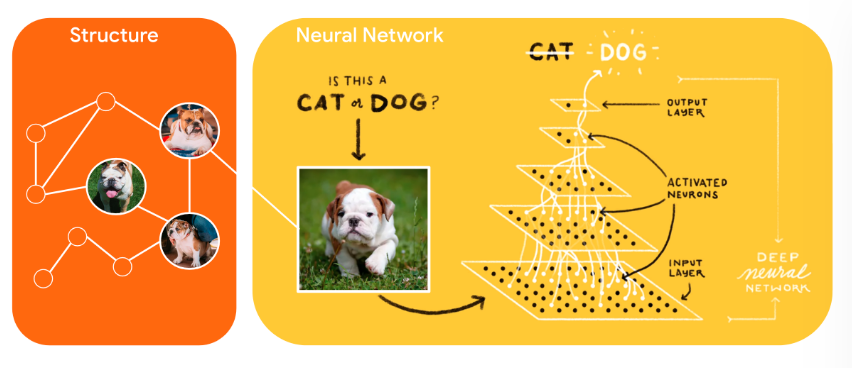 Structure
Neural Network
IS THIS A
CAT or DOG?
CAT DOG
OUTPUT
LAYER
ACTIVATED
NEURONS
INPUT
LAYER
DEEP
neural
NETWORK